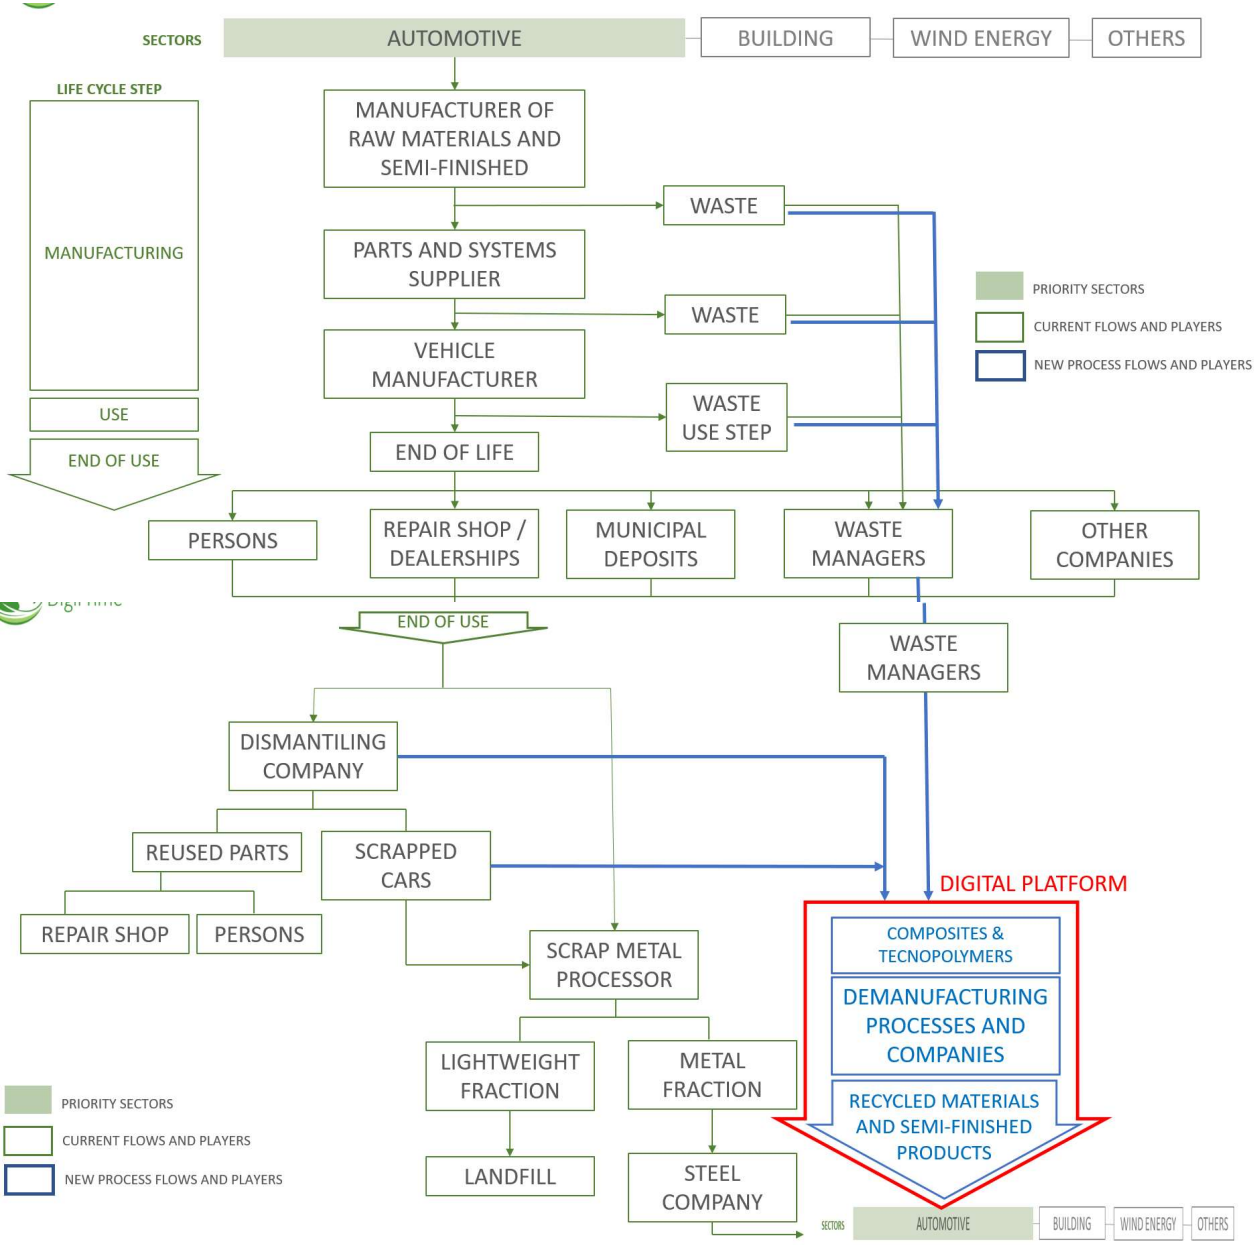 SECTORS
AUTOMOTIVE
BUILDING
WIND ENERGY
OTHERS
LIFE CYCLE STEP
MANUFACTURER OF
RAW MATERIALS AND
SEMI-FINISHED
WASTE
MANUFACTURING
PARTS AND SYSTEMS
SUPPLIER
PRIORITY SECTORS
WASTE
CURRENT FLOWS AND PLAYERS
VEHICLE
MANUFACTURER
NEW PROCESS FLOWS AND PLAYERS
USE
WASTE
USE STEP
END OF USE
END OF LIFE
PERSONS
REPAIR SHOP /
DEALERSHIPS
MUNICIPAL
DEPOSITS
WASTE
MANAGERS
OTHER
COMPANIES
END OF USE
WASTE
MANAGERS
DISMANTILING
COMPANY
REUSED PARTS
SCRAPPED
CARS
DIGITAL PLATFORM
REPAIR SHOP
PERSONS
SCRAP METAL
PROCESSOR
COMPOSITES &
TECNOPOLYMERS
DEMANUFACTURING
PROCESSES AND
COMPANIES
LIGHTWEIGHT
FRACTION
METAL
FRACTION
RECYCLED MATERIALS
AND SEMI-FINISHED
PRODUCTS
PRIORITY SECTORS
CURRENT FLOWS AND PLAYERS
NEW PROCESS FLOWS AND PLAYERS
LANDFILL
STEEL
COMPANY
SECTORS
AUTOMOTIVE
BUILDING
WIND ENERGY
OTHERS